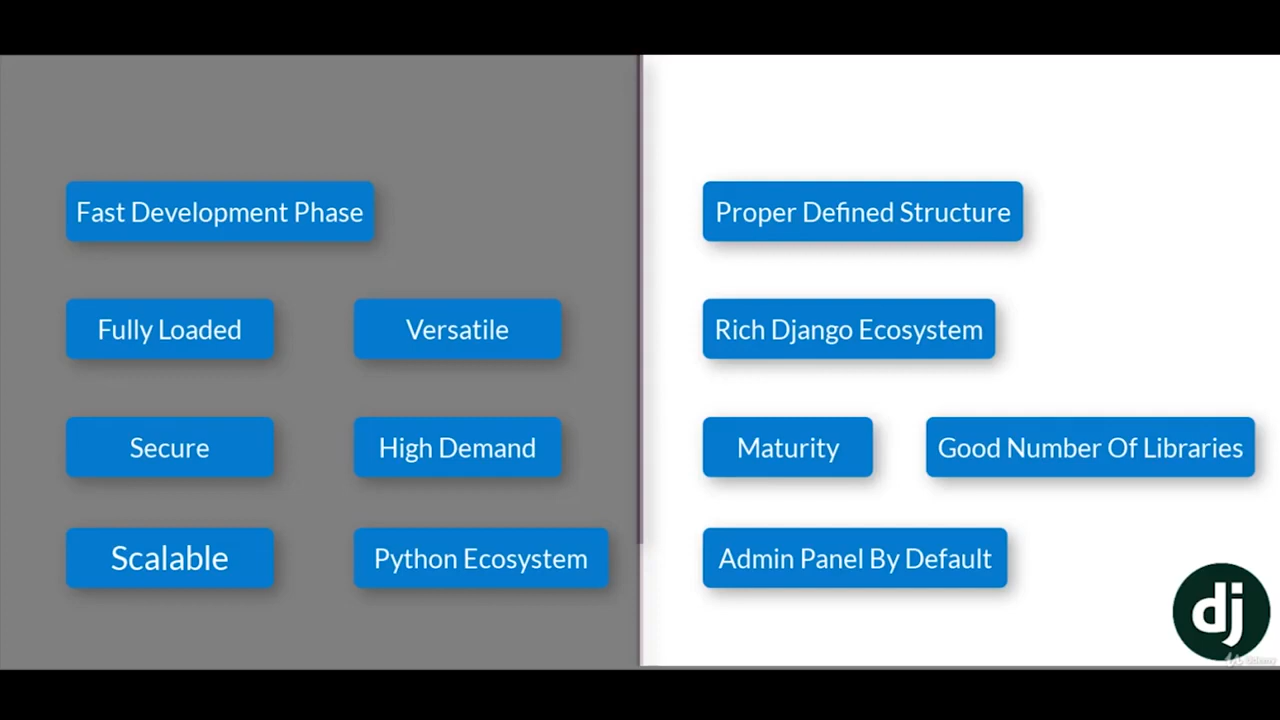 Fast Development Phase
Fully Loaded
Versatile
Secure
High Demand
Scalable
Python Ecosystem
Proper Defined Structure
Rich Django Ecosystem
Maturity
Good Number Of Libraries
Admin Panel By Default
dj
Udemy